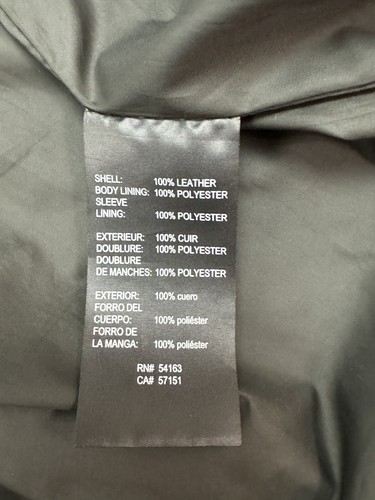 SHELL: 100% LEATHER
BODY LINING: 100% POLYESTER
SLEEVE
LINING: 100% POLYESTER
EXTERIEUR: 100% CUIR
DOUBLURE: 100% POLYESTER
DOUBLURE
DE MANCHES: 100% POLYESTER
EXTERIOR: 100% cuero
FORRO DEL
CUERPO: 100% poliéster
FORRO DE
LA MANGA: 100% poliéster
RN# 54163
CA# 57151